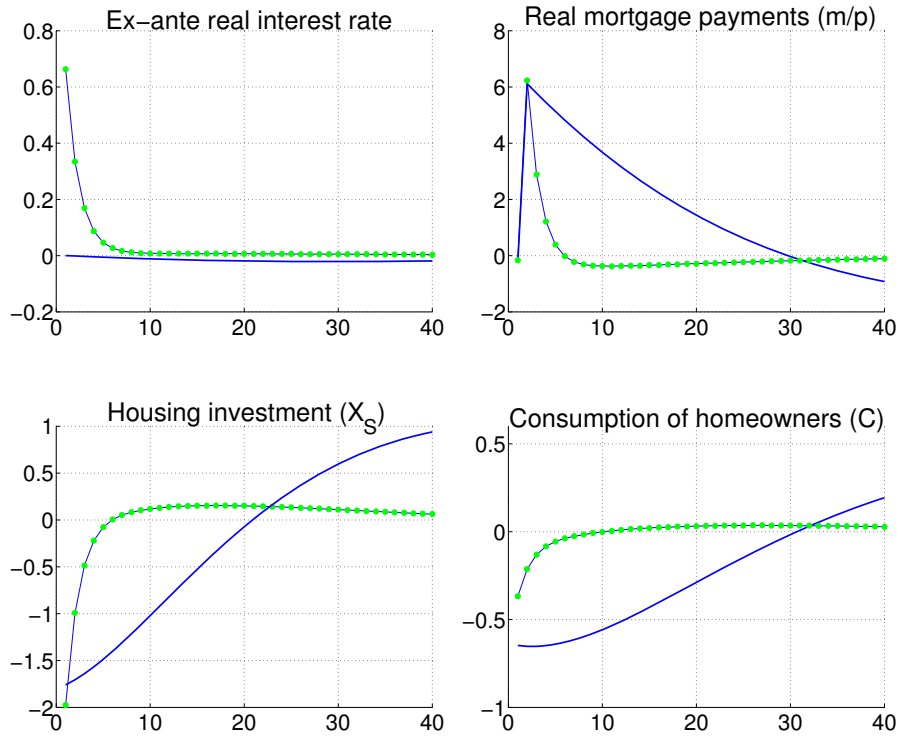 Ex−ante real interest rate
0.8
0.6
0.4
0.2
0
−0.2
0 10 20 30 40
Real mortgage payments (m/p)
8
6
4
2
0
−2
0 10 20 30 40
Housing investment (X_S)
1
0.5
0
−0.5
−1
−1.5
−2
0 10 20 30 40
Consumption of homeowners (C)
0.5
0
−0.5
−1
0 10 20 30 40